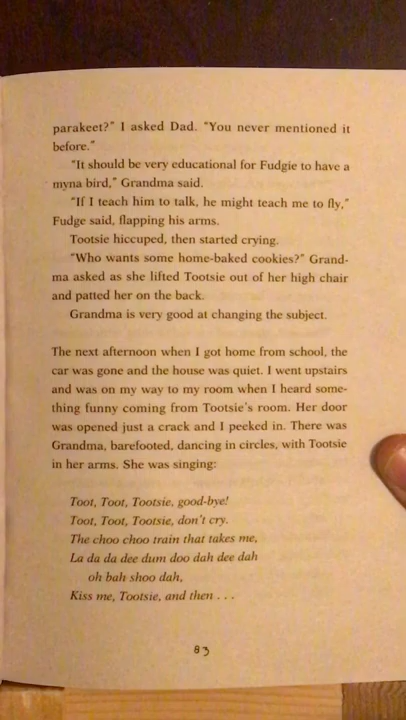 parakeet?" I asked Dad. "You never mentioned it
before."
"It should be very educational for Fudgie to have a
myna bird," Grandma said.
"If I teach him to talk, he might teach me to fly,"
Fudge said, flapping his arms.
Tootsie hiccuped, then started crying.
"Who wants some home-baked cookies?" Grand-
ma asked as she lifted Tootsie out of her high chair
and patted her on the back.
Grandma is very good at changing the subject.
The next afternoon when I got home from school, the
car was gone and the house was quiet. I went upstairs
and was on my way to my room when I heard some-
thing funny coming from Tootsie's room. Her door
was opened just a crack and I peeked in. There was
Grandma, barefooted, dancing in circles, with Tootsie
in her arms. She was singing:
Toot, Toot, Tootsie, good-bye!
Toot, Toot, Tootsie, don't cry.
The choo choo train that takes me,
La da da dee dum doo dah dee dah
oh bah shoo dah,
Kiss me, Tootsie, and then . . .
83